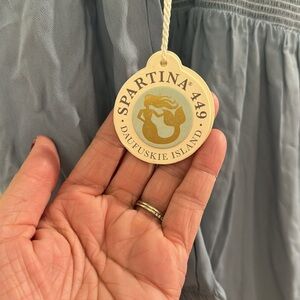 SPARTINA® 449
· DAUFUSKIE ISLAND ·